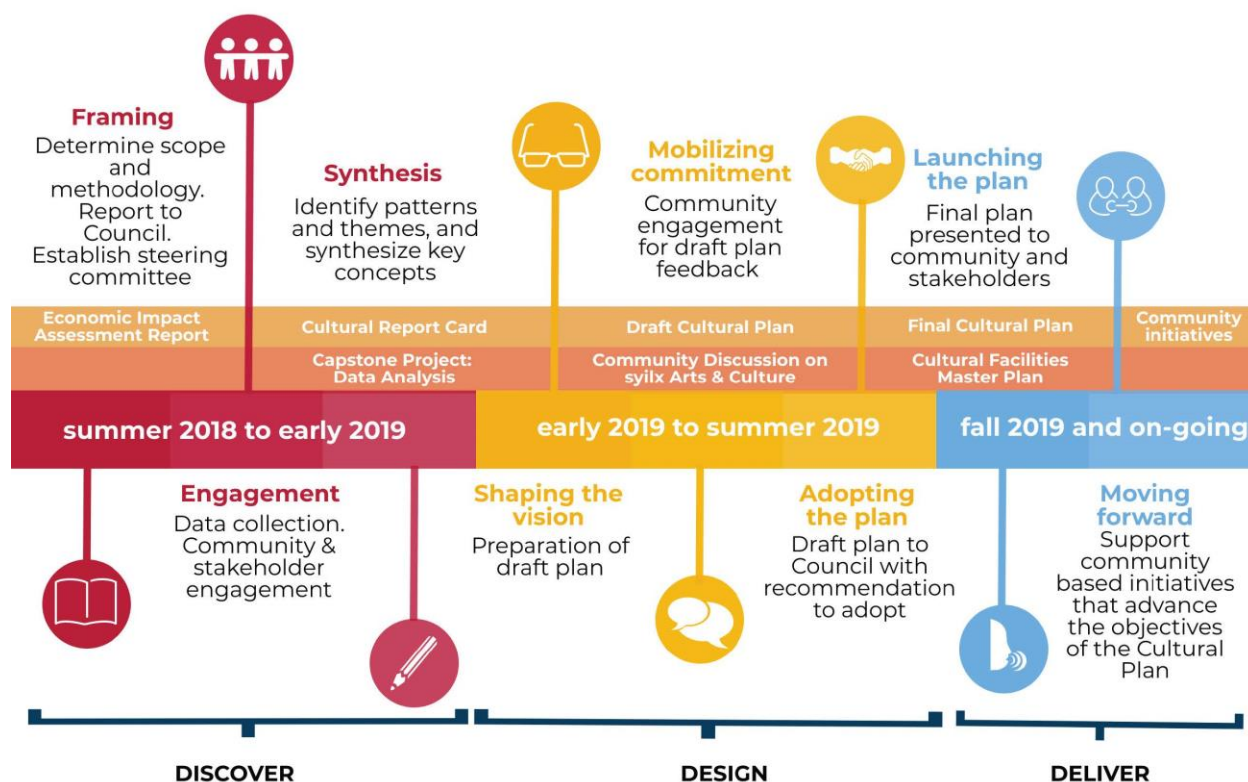 Framing
Determine scope
and
methodology.
Report to
Council.
Establish steering
committee
Synthesis
Identify patterns
and themes, and
synthesize key
concepts
Mobilizing
commitment
Community
engagement
for draft plan
feedback
Launching
the plan
Final plan
presented to
community and
stakeholders
Economic Impact
Assessment Report
Cultural Report Card
Draft Cultural Plan
Final Cultural Plan
Community
initiatives
Capstone Project:
Data Analysis
Community Discussion on
syilx Arts & Culture
Cultural Facilities
Master Plan
summer 2018 to early 2019
early 2019 to summer 2019
fall 2019 and on-going
Engagement
Data collection.
Community &
stakeholder
engagement
Shaping the
vision
Preparation of
draft plan
Adopting
the plan
Draft plan to
Council with
recommendation
to adopt
Moving
forward
Support
community
based initiatives
that advance
the objectives
of the Cultural
Plan
DISCOVER
DESIGN
DELIVER